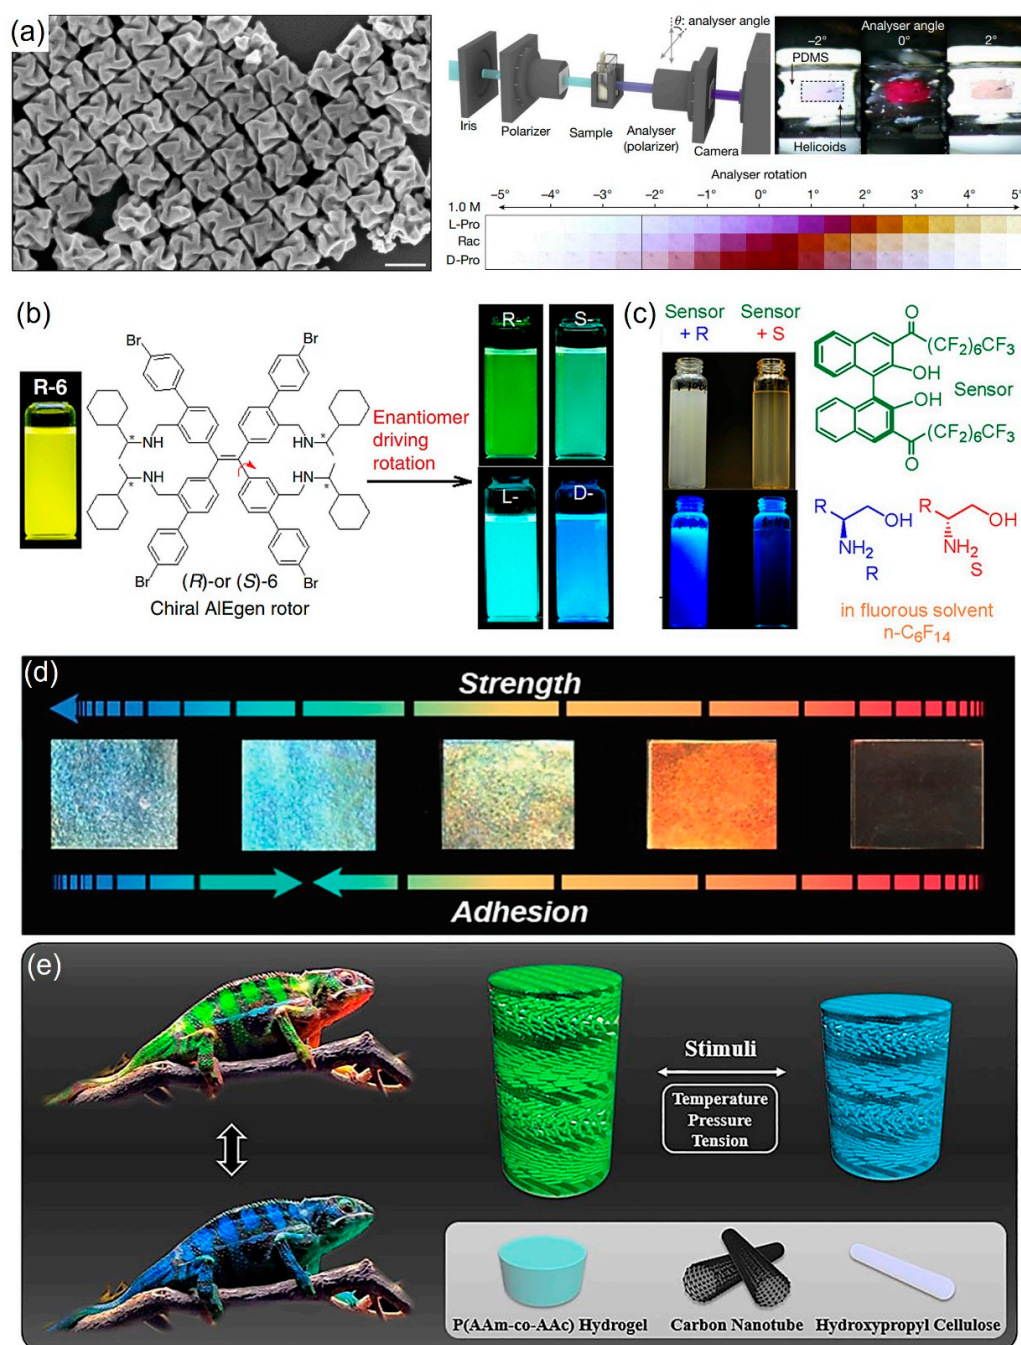 (a)
θ: analyser angle
Iris
Polarizer
Sample
Analyser
(polarizer)
Camera
Analyser angle
-2°
0°
2°
PDMS
Helicoids
Analyser rotation
-5°
-4°
-3°
-2°
-1°
0°
1°
2°
3°
4°
5°
1.0 M
L-Pro
Rac
D-Pro
(b)
R-6
Br
Br
NH
HN
*
*
NH
HN
*
*
Br
Br
(R)-or (S)-6
Chiral AIEgen rotor
Enantiomer
driving
rotation
R-
S-
L-
D-
(c)
Sensor
+ R
Sensor
+ S
O
(CF2)6CF3
OH
Sensor
OH
(CF2)6CF3
O
R
OH
NH2
R
R
OH
NH2
S
in fluorous solvent
n-C6F14
(d)
Strength
Adhesion
(e)
Stimuli
Temperature
Pressure
Tension
P(AAm-co-AAc) Hydrogel
Carbon Nanotube
Hydroxypropyl Cellulose